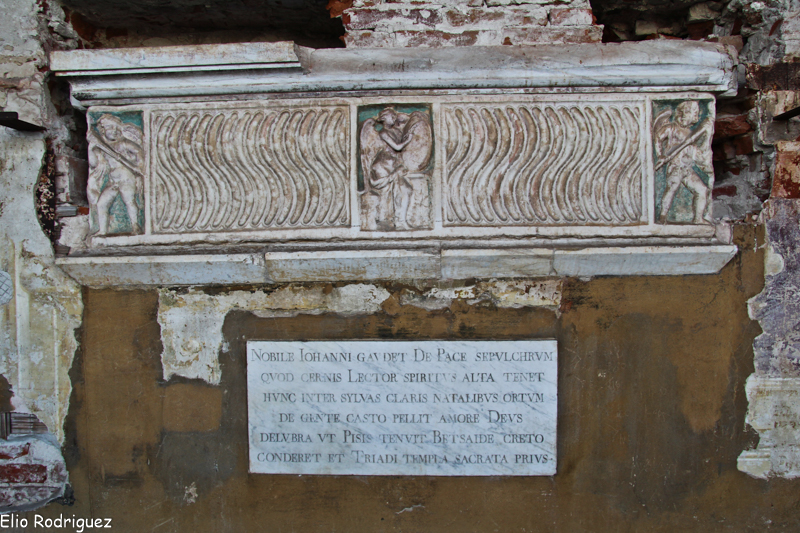 NOBILE IOHANNI GAVDET DE PACE SEPVLCHRVM
QVOD CERNIS LECTOR SPIRITVS ALTA TENET
HVNC INTER SYLVAS CLARIS NATALIBVS ORTVM
DE GENTE CASTO PELLIT AMORE DEVS
DELVBRA VT PISIS TENVIT BETSAIDE CRETO
CONDERET ET TRIADI TEMPLA SACRATA PRIVS·
Elio Rodriguez